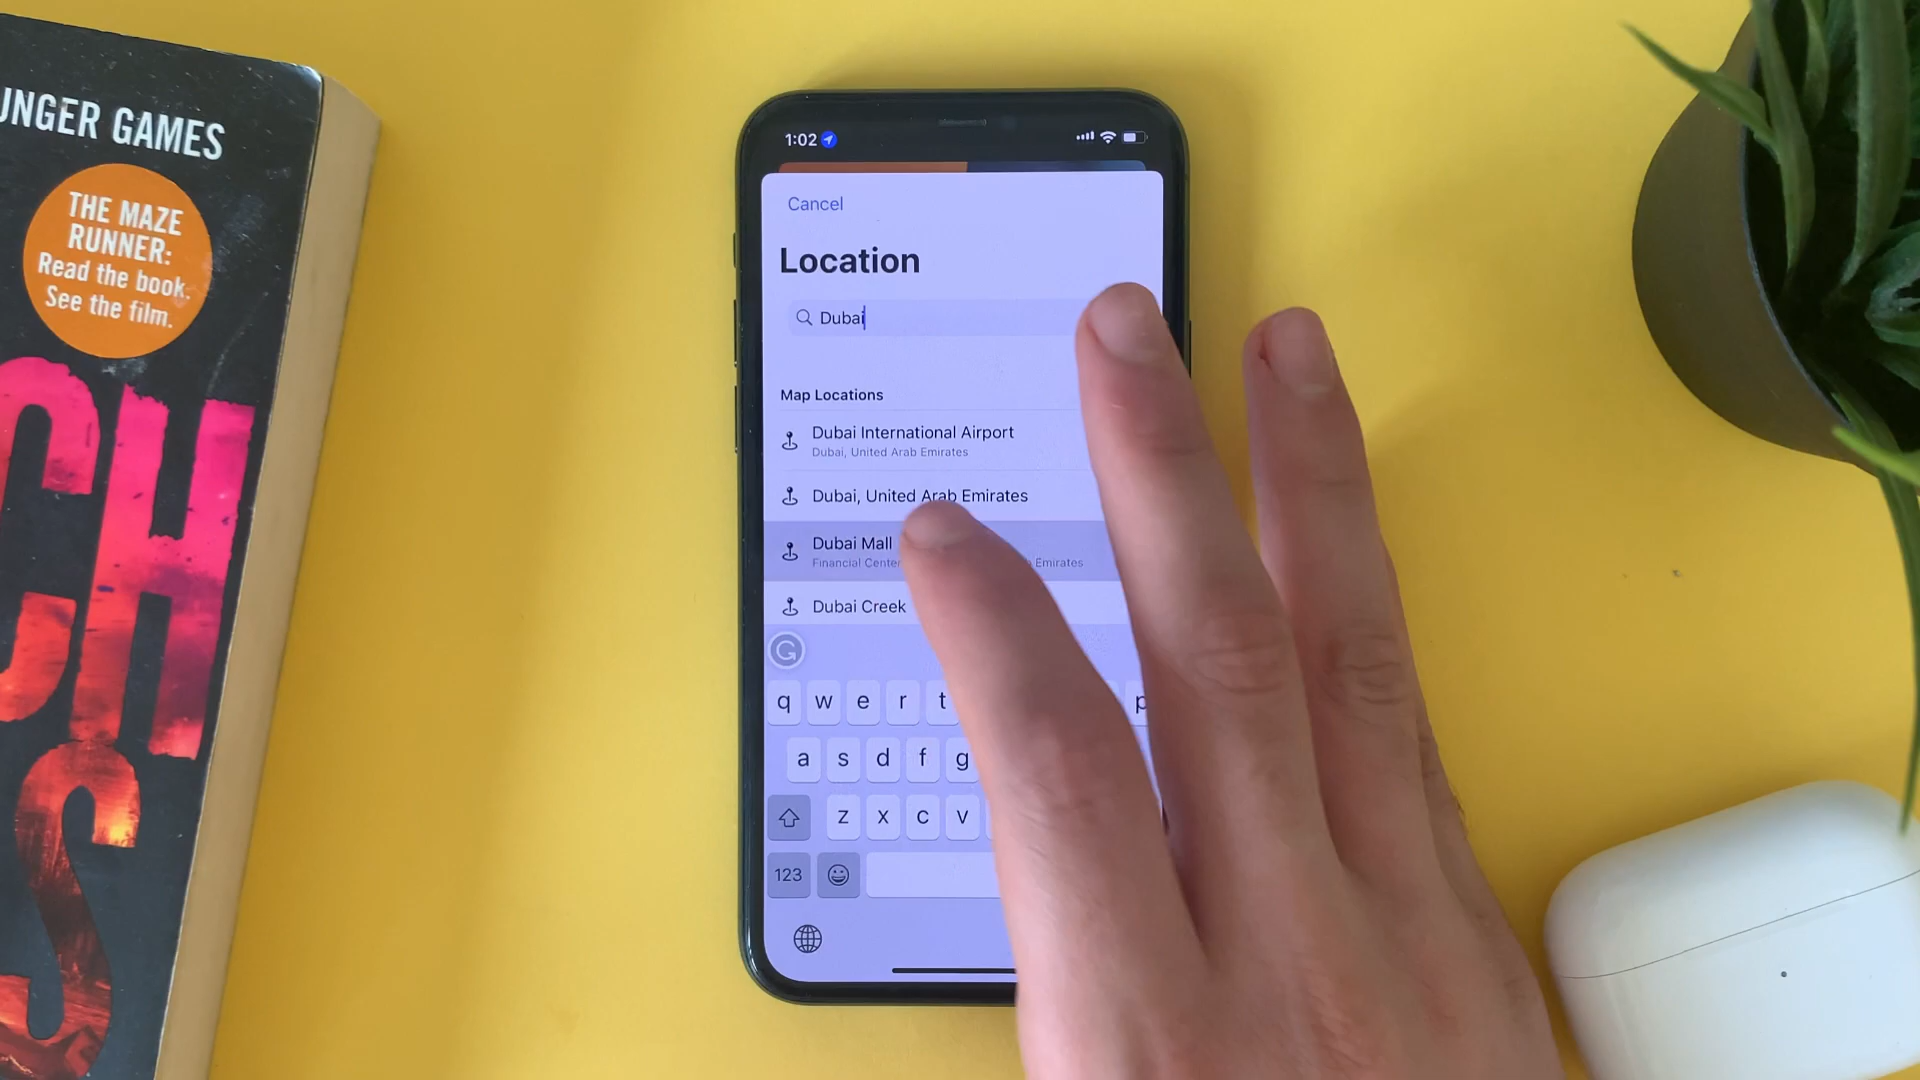 UNGER GAMES
THE MAZE
RUNNER:
Read the book.
See the film.
CH
S
1:02
Cancel
Location
Dubai
Map Locations
Dubai International Airport
Dubai, United Arab Emirates
Dubai, United Arab Emirates
Dubai Mall
Financial Center Emirates
Dubai Creek
q w e r t p
a s d f g
z x c v
123